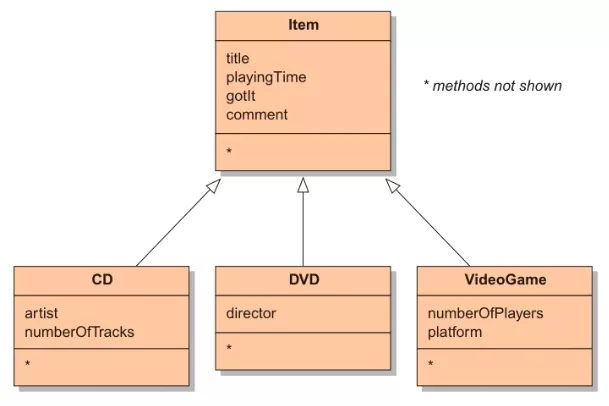 Item
title
playingTime
gotIt
comment
*
* methods not shown
CD
artist
numberOfTracks
*
DVD
director
*
VideoGame
numberOfPlayers
platform
*